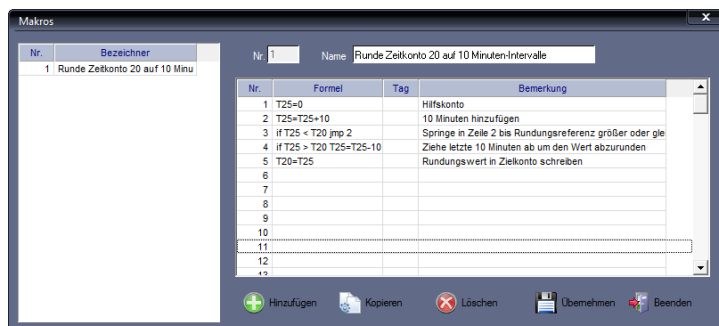 Makros
Nr. Bezeichner
1 Runde Zeitkonto 20 auf 10 Minu
Nr. 1 Name Runde Zeitkonto 20 auf 10 Minuten-Intervalle
Nr. Formel Tag Bemerkung
1 T25=0 Hilfskonto
2 T25=T25+10 10 Minuten hinzufügen
3 if T25 < T20 jmp 2 Springe in Zeile 2 bis Rundungsreferenz größer oder gle
4 if T25 > T20 T25=T25-10 Ziehe letzte 10 Minuten ab um den Wert abzurunden
5 T20=T25 Rundungswert in Zielkonto schreiben
6
7
8
9
10
11
12
13
Hinzufügen Kopieren Löschen Übernehmen Beenden